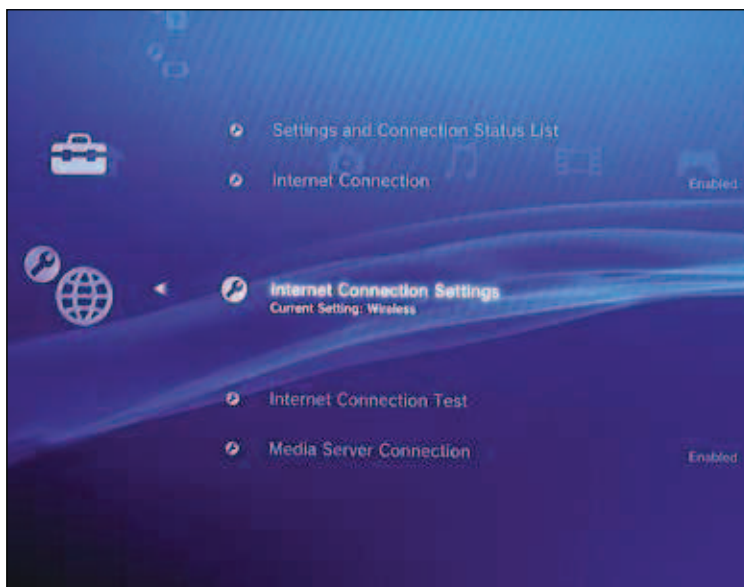 Settings and Connection Status List
Internet Connection
Enabled
Internet Connection Settings
Current Setting: Wireless
Internet Connection Test
Media Server Connection
Enabled